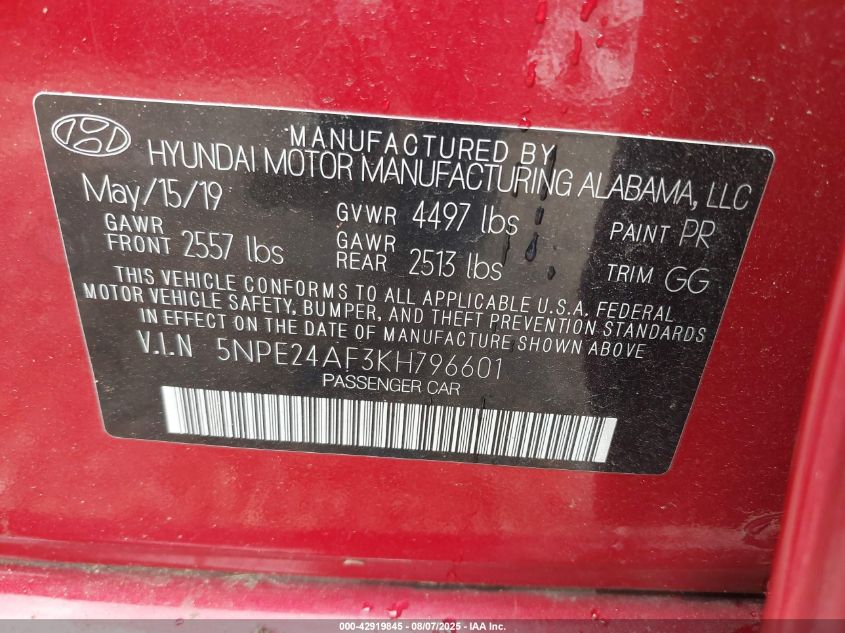 MANUFACTURED BY
HYUNDAI MOTOR MANUFACTURING ALABAMA, LLC
May/15/19 GVWR 4497 lbs PAINT PR
GAWR FRONT 2557 lbs GAWR REAR 2513 lbs TRIM GG
THIS VEHICLE CONFORMS TO ALL APPLICABLE U.S.A. FEDERAL
MOTOR VEHICLE SAFETY, BUMPER, AND THEFT PREVENTION STANDARDS
IN EFFECT ON THE DATE OF MANUFACTURE SHOWN ABOVE
V.I.N 5NPE24AF3KH796601
PASSENGER CAR
000-42919845 - 08/07/2025 - IAA Inc.